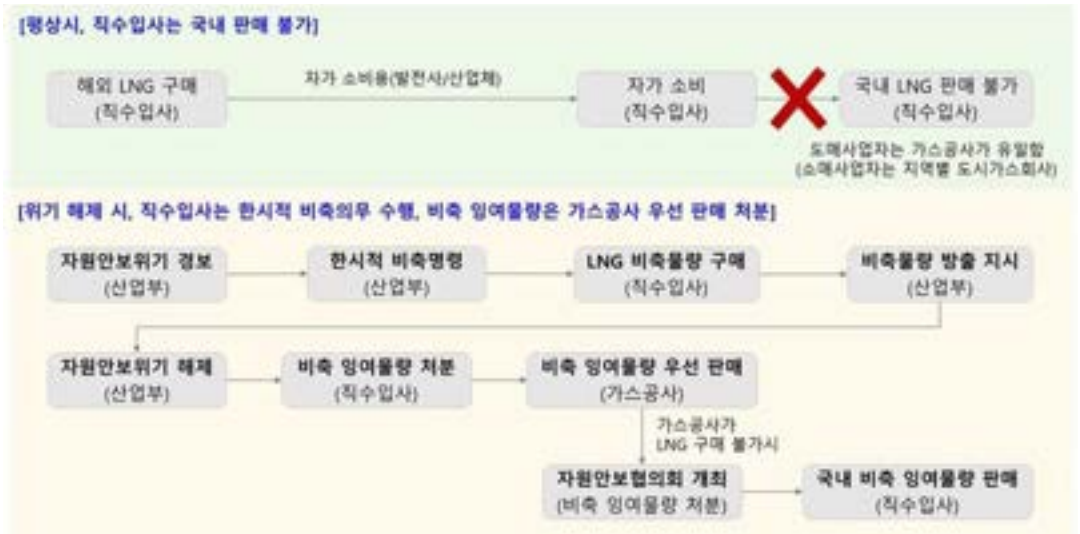 [평상시, 직수입사는 국내 판매 불가]
해외 LNG 구매
(직수입사)
자가 소비용(발전사/산업체)
자가 소비
(직수입사)
국내 LNG 판매 불가
(직수입사)
도매사업자는 가스공사가 유일함
(소매사업자는 지역별 도시가스회사)
[위기 해제 시, 직수입사는 한시적 비축의무 수행, 비축 잉여물량은 가스공사 우선 판매 처분]
자원안보위기 경보
(산업부)
한시적 비축명령
(산업부)
LNG 비축물량 구매
(직수입사)
비축물량 방출 지시
(산업부)
자원안보위기 해제
(산업부)
비축 잉여물량 처분
(직수입사)
비축 잉여물량 우선 판매
(가스공사)
가스공사가
LNG 구매 불가시
자원안보협의회 개최
(비축 잉여물량 처분)
국내 비축 잉여물량 판매
(직수입사)